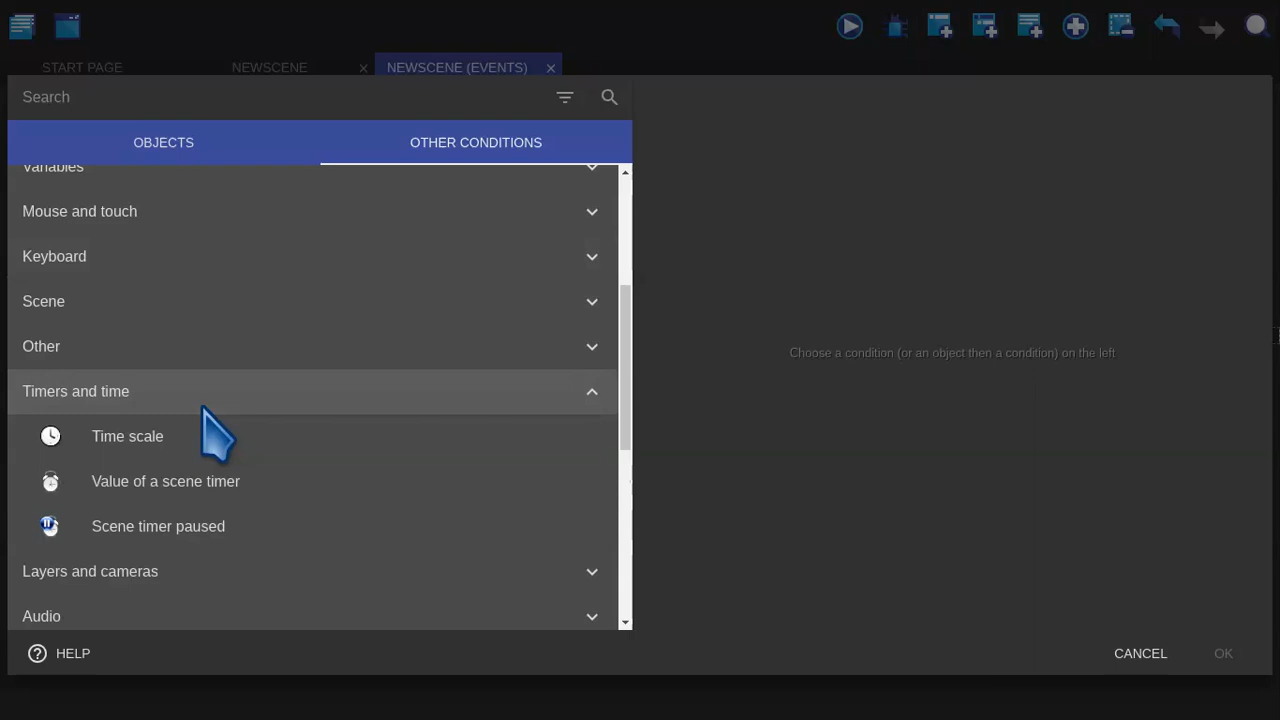 START PAGE
NEWSCENE
NEWSCENE (EVENTS)
Search
OBJECTS
OTHER CONDITIONS
Variables
Mouse and touch
Keyboard
Scene
Other
Timers and time
Time scale
Value of a scene timer
Scene timer paused
Layers and cameras
Audio
Choose a condition (or an object then a condition) on the left
HELP
CANCEL
OK